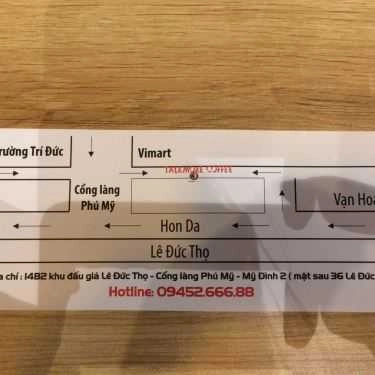 rường Trí Đức
Vimart
TALKMORE COFFEE
Cổng làng
Phú Mỹ
Vạn Hoa
Hon Da
Lê Đức Thọ
a chỉ : 14B2 khu đấu giá Lê Đức Thọ - Cổng làng Phú Mỹ - Mỹ Đình 2 ( mặt sau 36 Lê Đức
Hotline: 09452.666.88